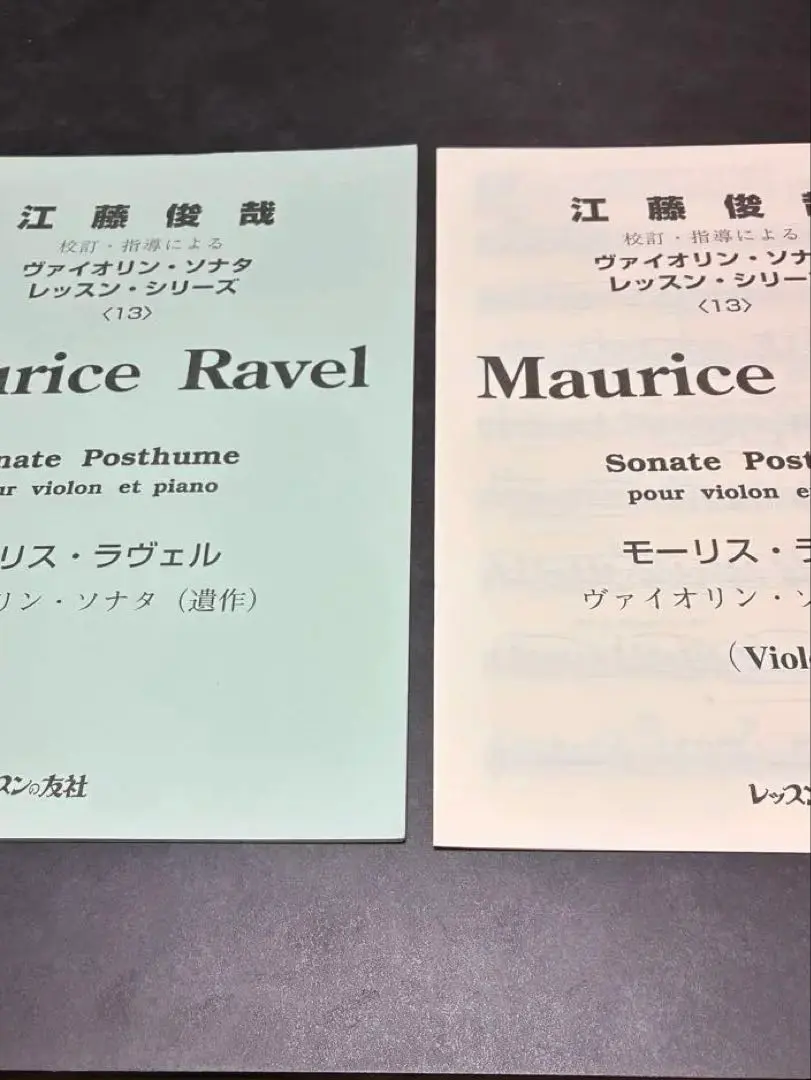 江藤俊哉
校訂・指導による
ヴァイオリン・ソナタ
レッスン・シリーズ
〈13〉
urice Ravel
nate Posthume
ur violon et piano
リス・ラヴェル
リン・ソナタ（遺作）
スンの友社
江藤俊哉
校訂・指導による
ヴァイオリン・ソナ
レッスン・シリー
〈13〉
Maurice
Sonate Post
pour violon e
モーリス・ラ
ヴァイオリン・ソ
（Viol
レッスン